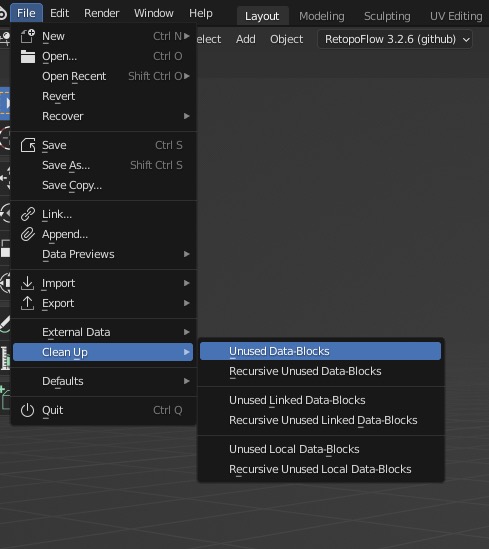 File Edit Render Window Help Layout Modeling Sculpting UV Editing
New Ctrl N
elect Add Object RetopoFlow 3.2.6 (github)
Open... Ctrl O
Open Recent Shift Ctrl O
Revert
Recover
Save Ctrl S
Save As... Shift Ctrl S
Save Copy...
Link...
Append...
Data Previews
Import
Export
External Data
Clean Up
Defaults
Quit Ctrl Q
Unused Data-Blocks
Recursive Unused Data-Blocks
Unused Linked Data-Blocks
Recursive Unused Linked Data-Blocks
Unused Local Data-Blocks
Recursive Unused Local Data-Blocks